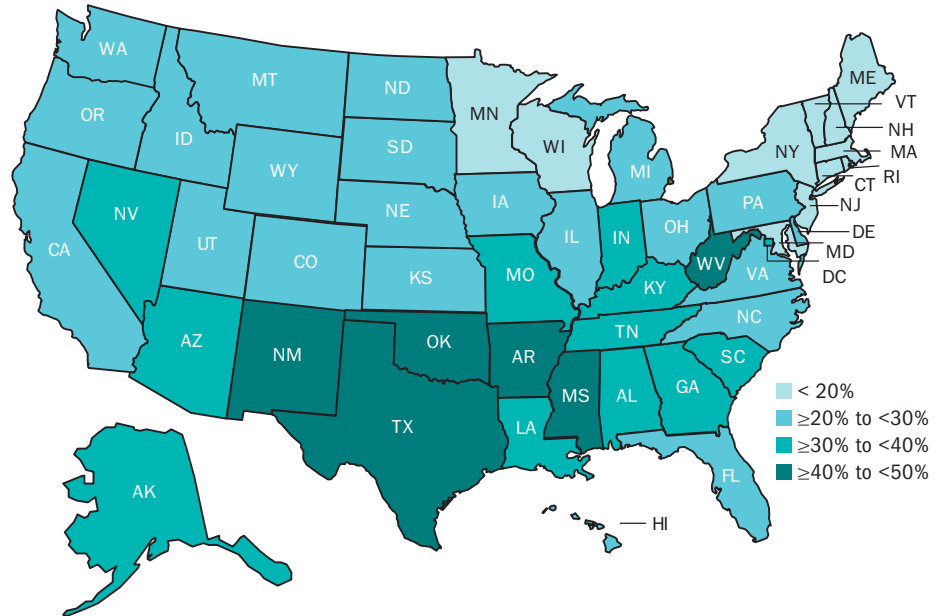 WA
MT
ND
MN
ME
VT
OR
ID
SD
WI
NH
NY
MA
WY
MI
RI
CT
NE
IA
PA
NJ
NV
OH
IL
IN
DE
CA
UT
CO
WV
MD
KS
MO
VA
DC
KY
NC
AZ
TN
OK
NM
AR
SC
MS
AL
GA
< 20%
≥20% to <30%
TX
LA
≥30% to <40%
≥40% to <50%
FL
AK
HI